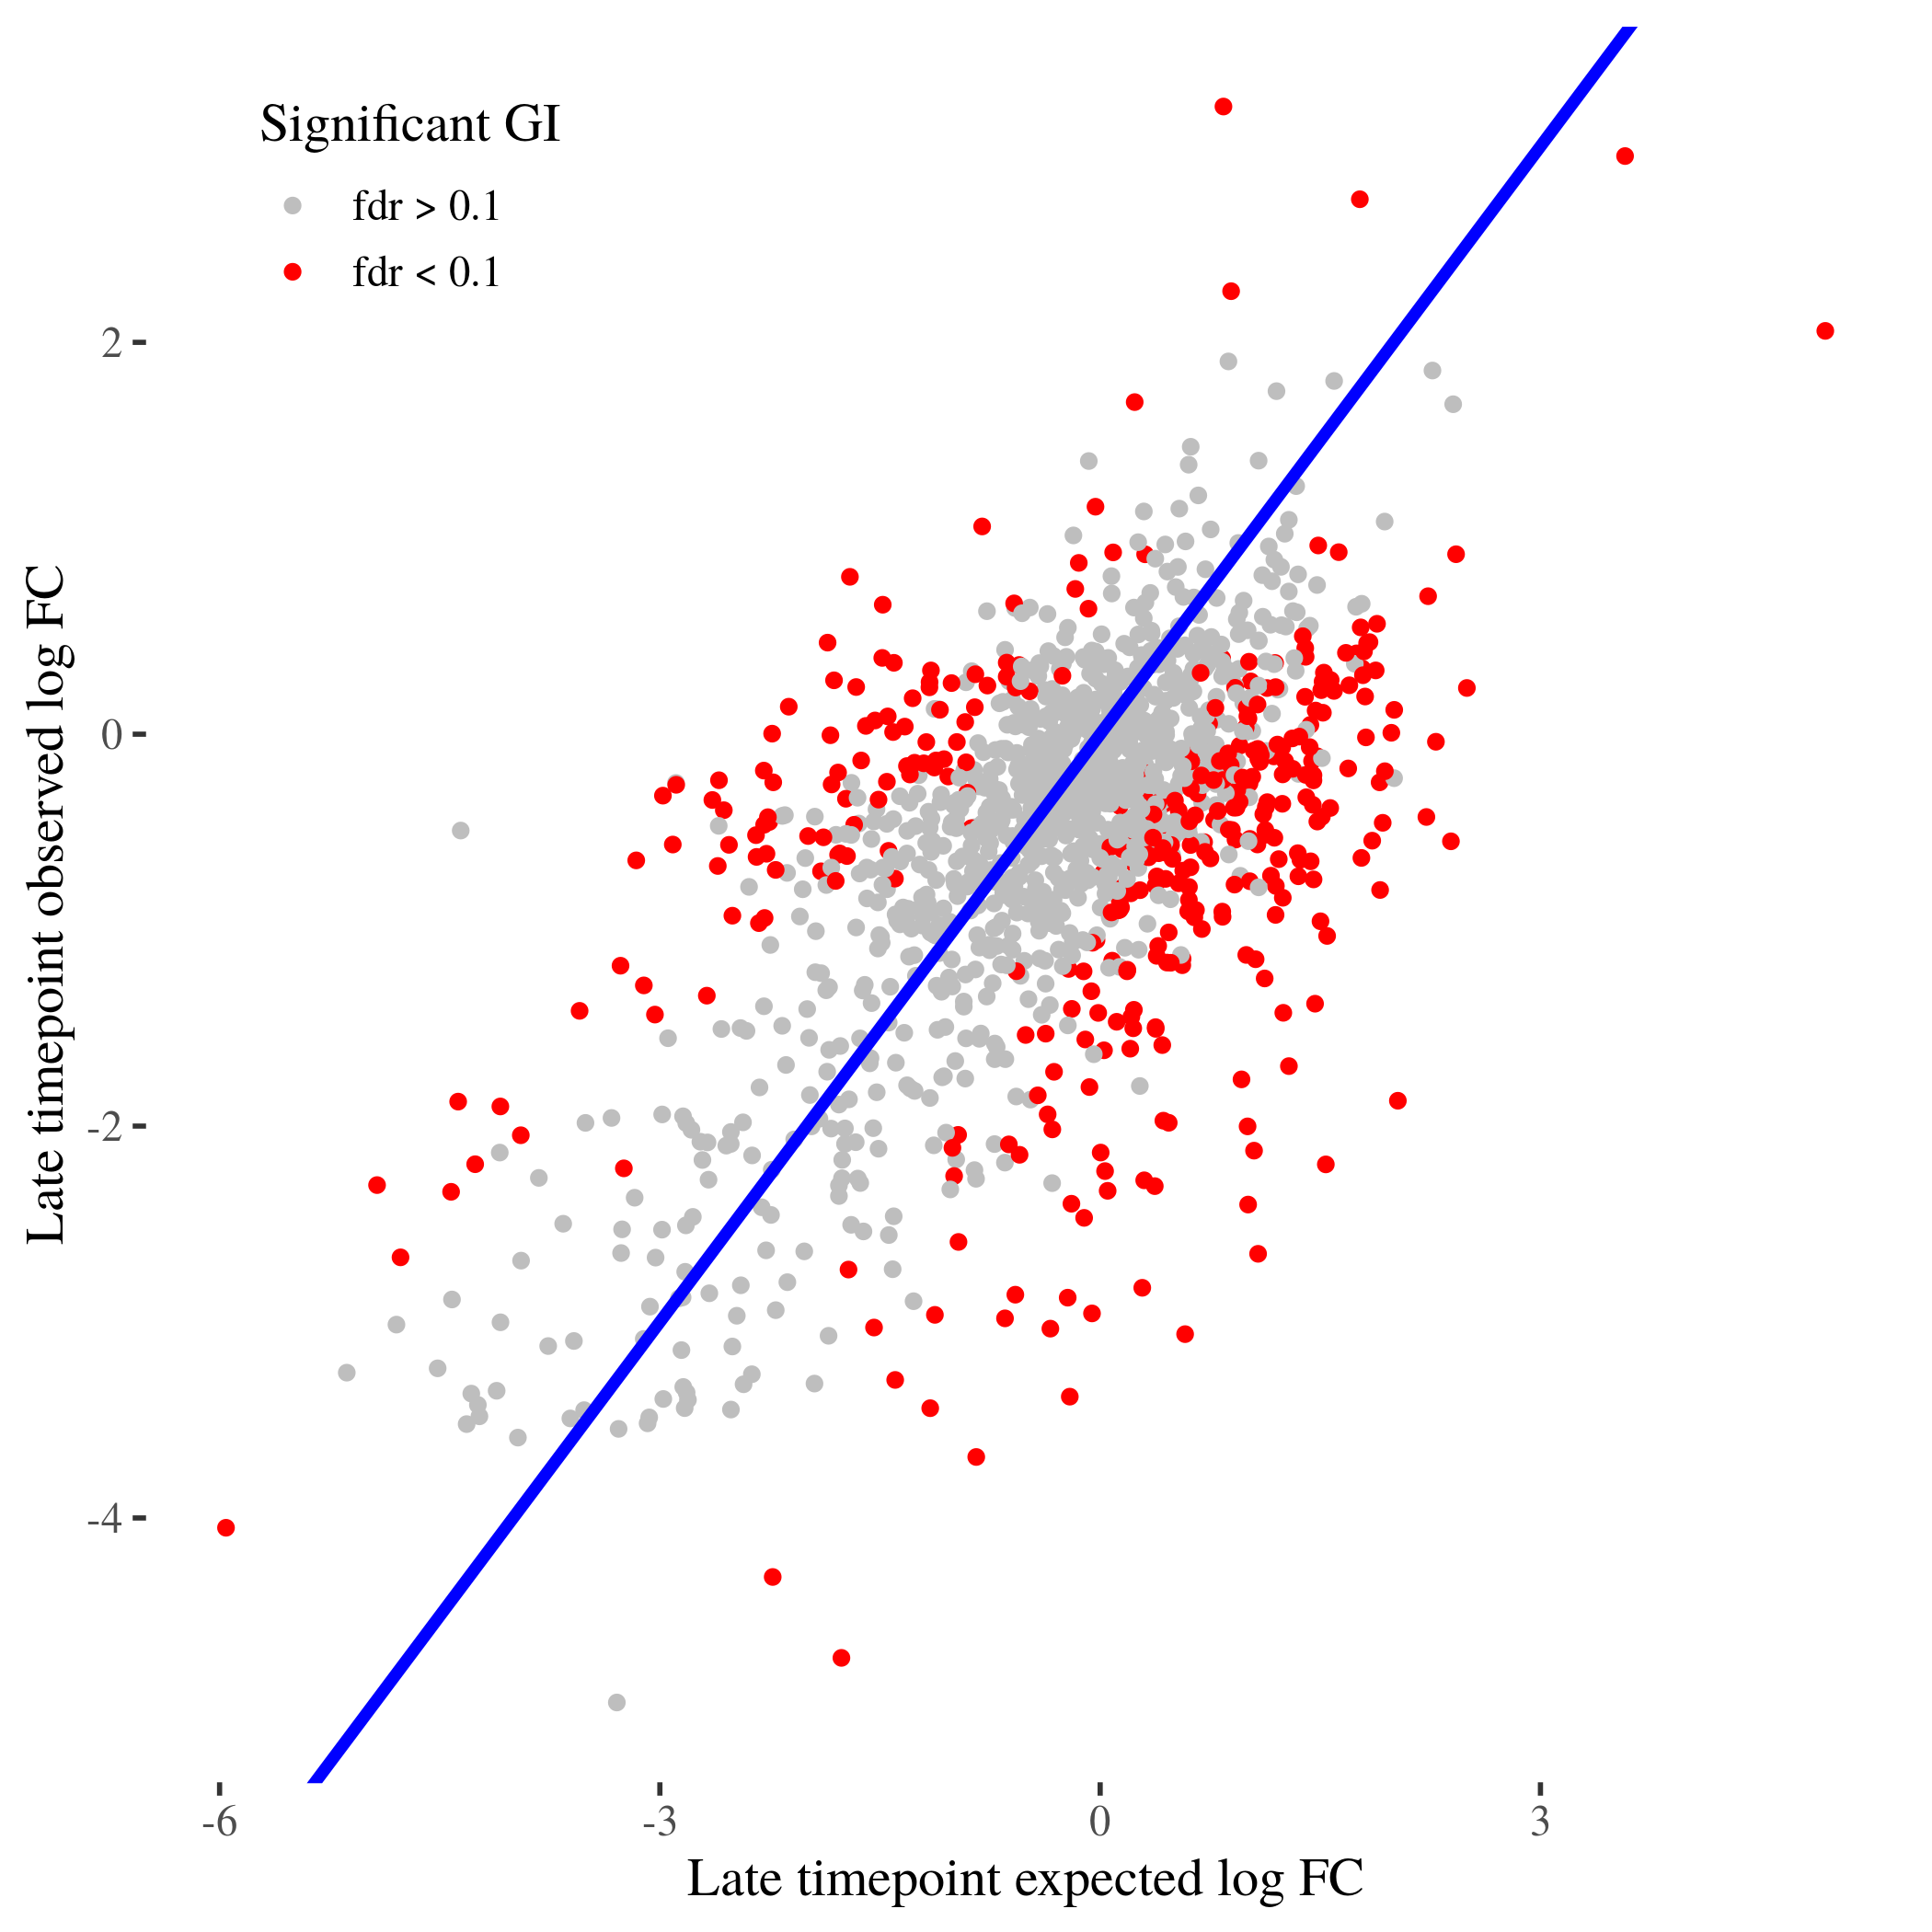 Significant GI
fdr > 0.1
fdr < 0.1
2
0
-2
-4
Late timepoint observed log FC
-6
-3
0
3
Late timepoint expected log FC